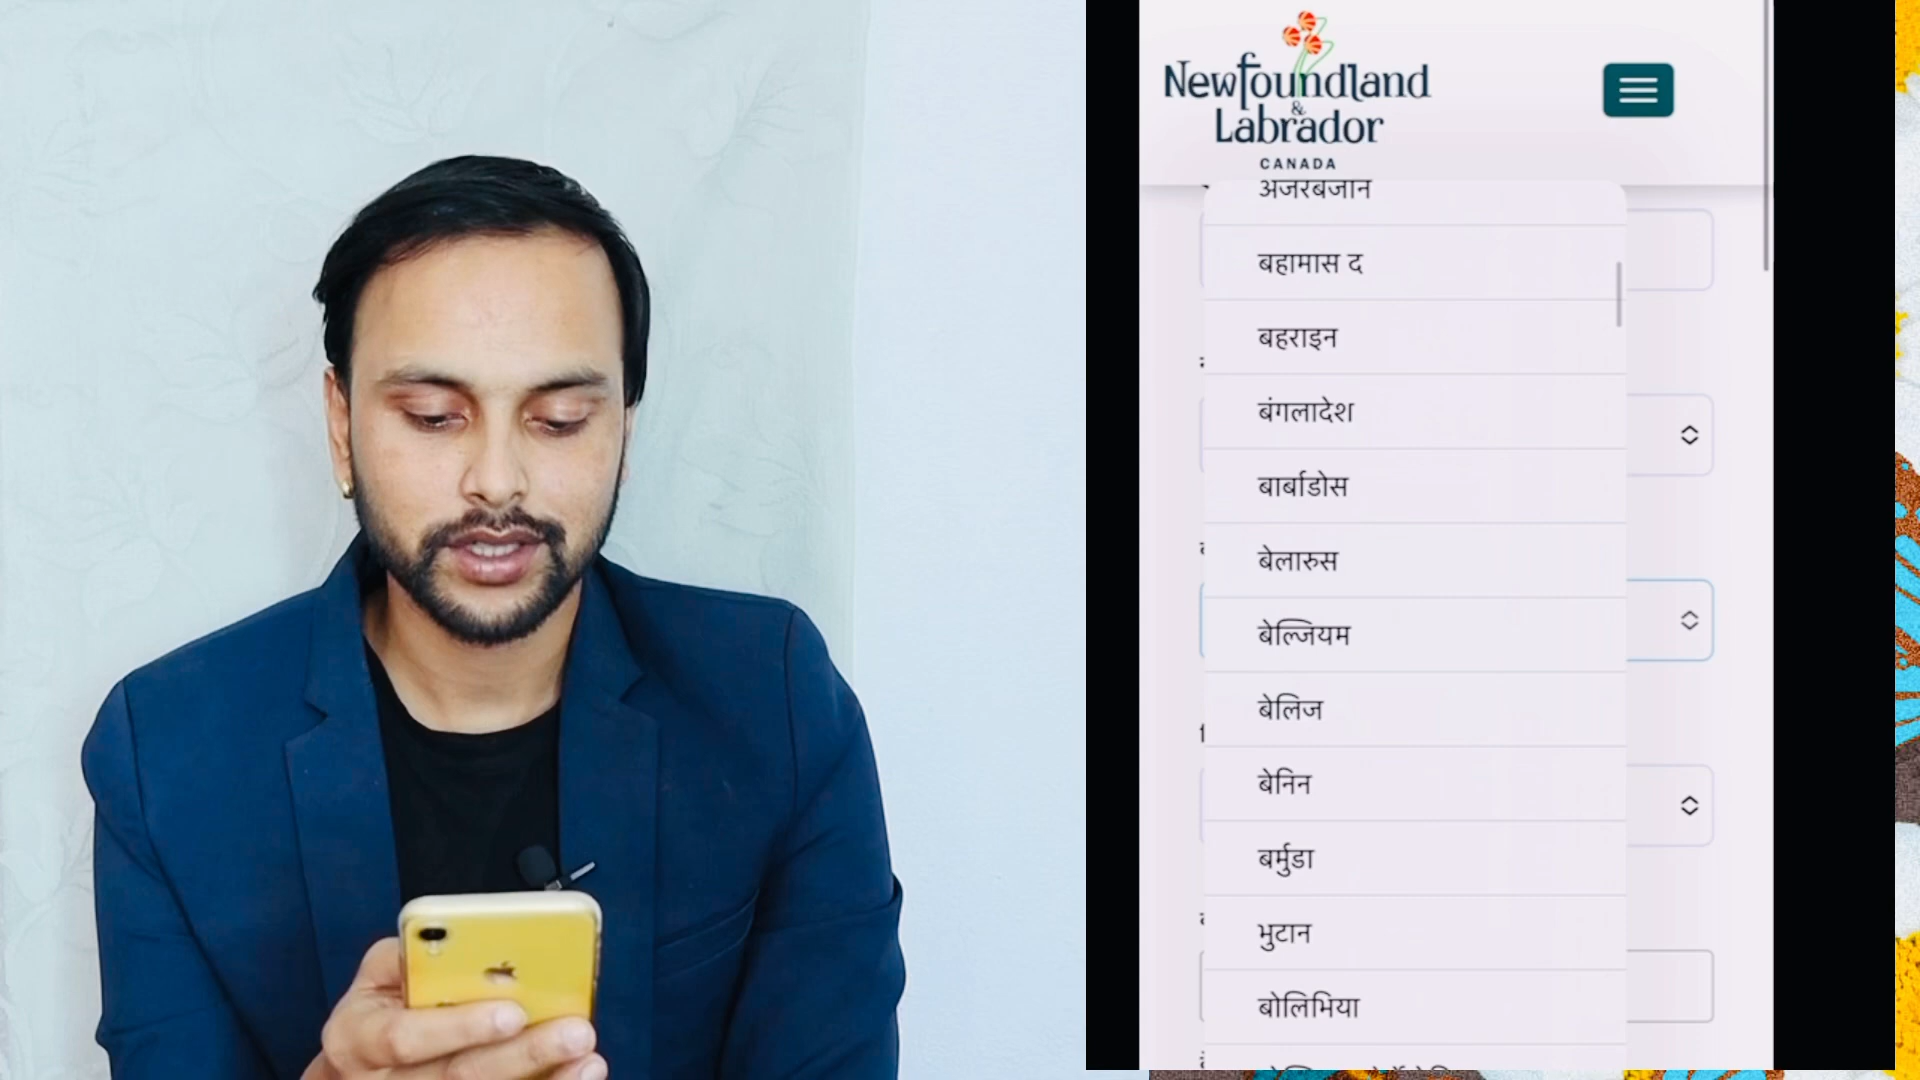 Newfoundland
&
Labrador
CANADA
अजरबजान
बहामास द
बहराइन
बंगलादेश
बार्बाडोस
बेलारुस
बेल्जियम
बेलिज
बेनिन
बर्मुडा
भुटान
बोलिभिया